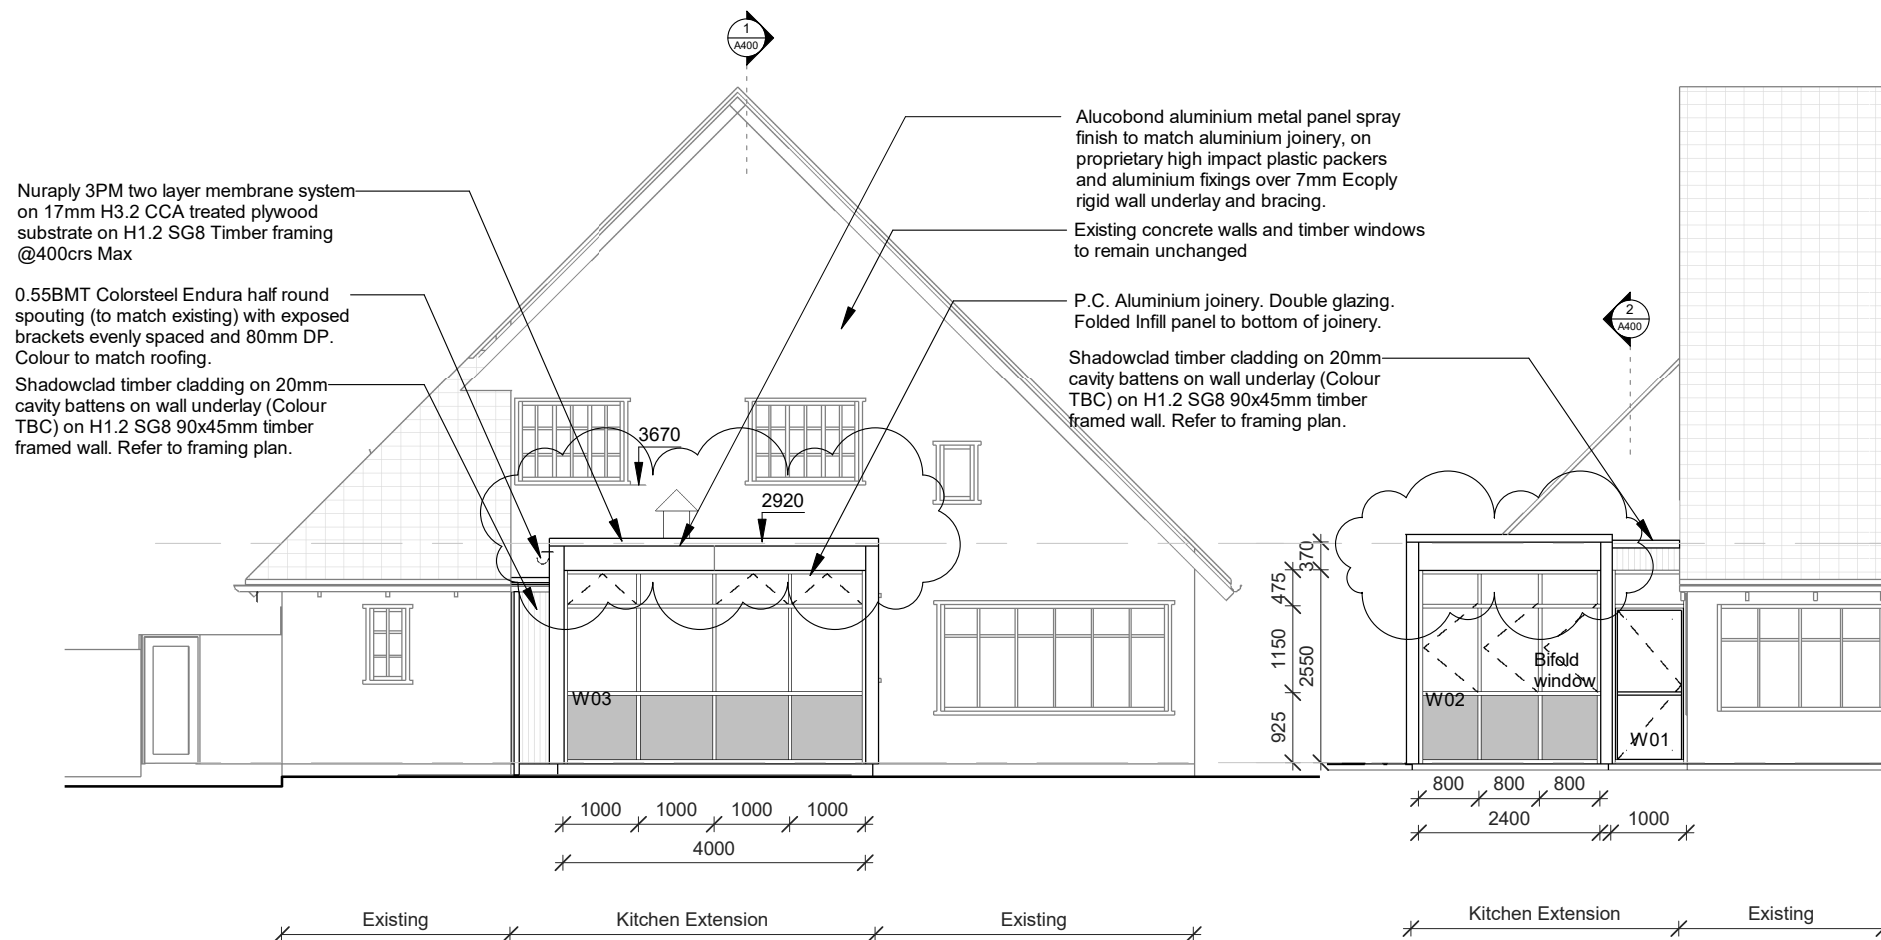 1
A400
Nuraply 3PM two layer membrane system
on 17mm H3.2 CCA treated plywood
substrate on H1.2 SG8 Timber framing
@400crs Max
0.55BMT Colorsteel Endura half round
spouting (to match existing) with exposed
brackets evenly spaced and 80mm DP.
Colour to match roofing.
Shadowclad timber cladding on 20mm
cavity battens on wall underlay (Colour
TBC) on H1.2 SG8 90x45mm timber
framed wall. Refer to framing plan.
Alucobond aluminium metal panel spray
finish to match aluminium joinery, on
proprietary high impact plastic packers
and aluminium fixings over 7mm Ecoply
rigid wall underlay and bracing.
Existing concrete walls and timber windows
to remain unchanged
P.C. Aluminium joinery. Double glazing.
Folded Infill panel to bottom of joinery.
Shadowclad timber cladding on 20mm
cavity battens on wall underlay (Colour
TBC) on H1.2 SG8 90x45mm timber
framed wall. Refer to framing plan.
2
A400
3670
2920
W03
370
475
1150
2550
925
Bifold
window
W02
W01
1000 1000 1000 1000
4000
800 800 800
2400 1000
Existing Kitchen Extension Existing
Kitchen Extension Existing